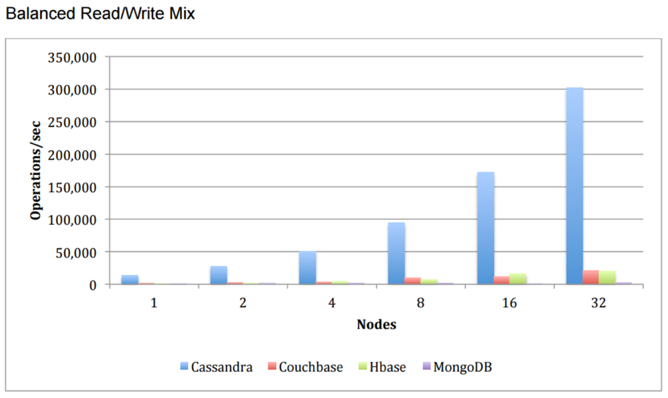 Balanced Read/Write Mix
350,000
300,000
250,000
200,000
150,000
100,000
50,000
0
Operations/sec
1 2 4 8 16 32
Nodes
Cassandra Couchbase Hbase MongoDB